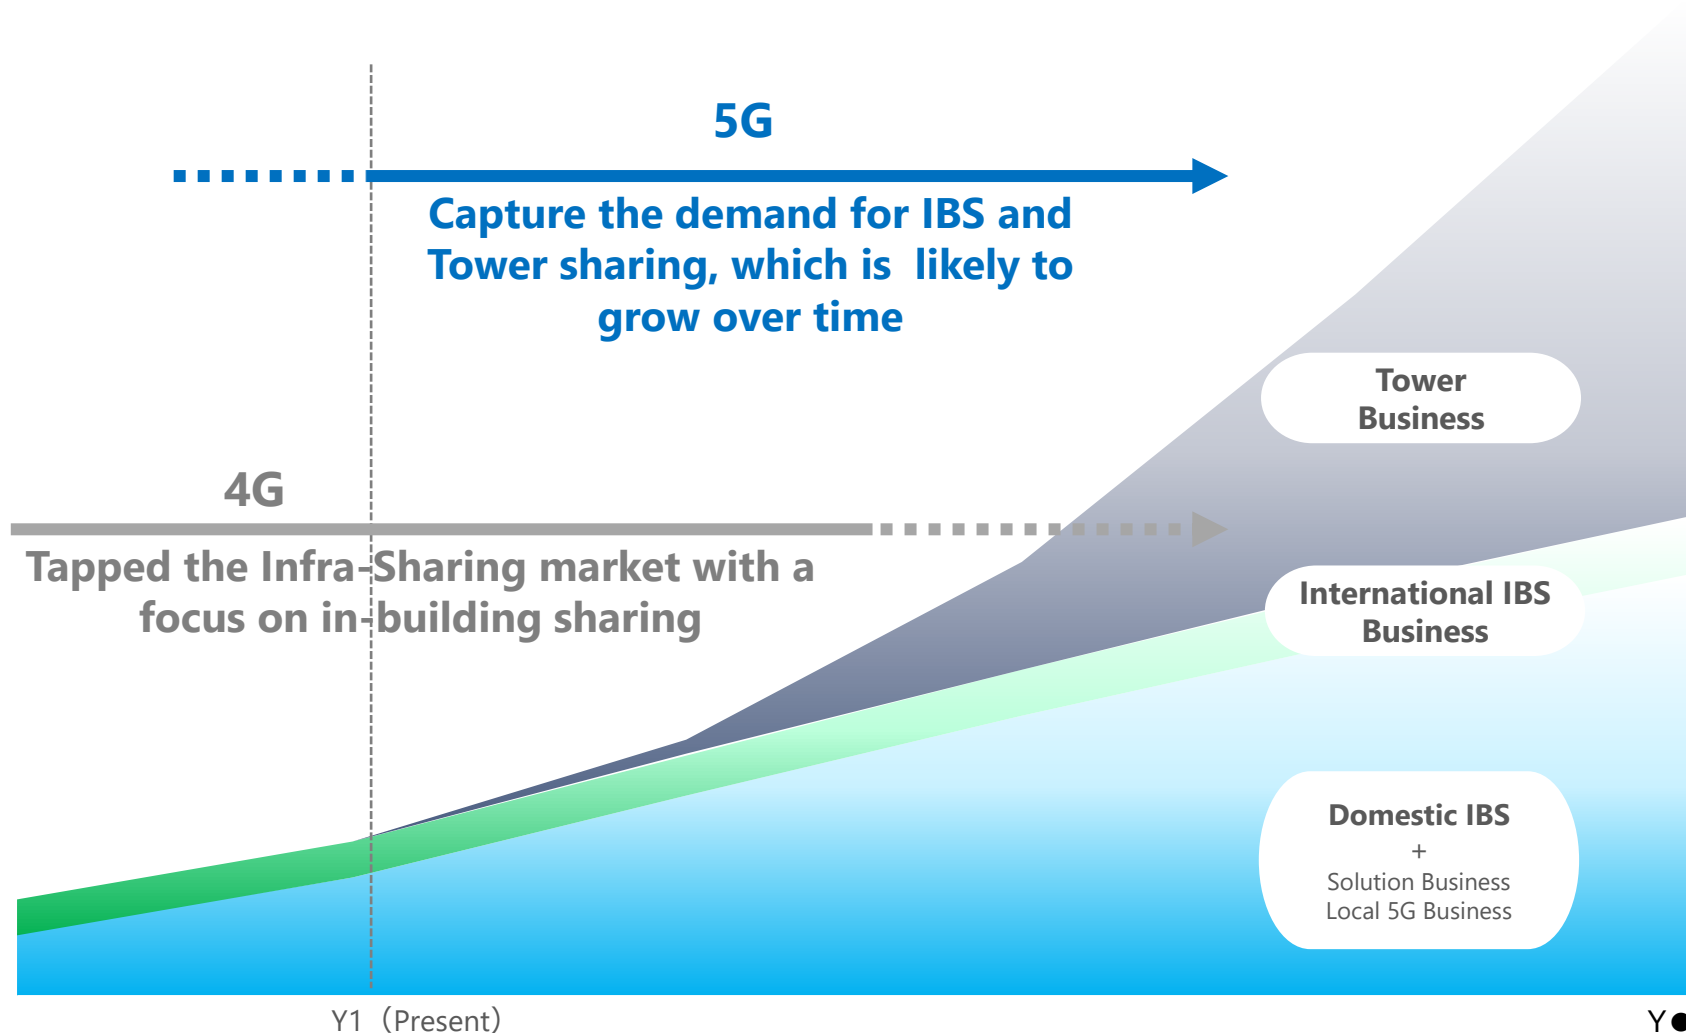 5G
Capture the demand for IBS and
Tower sharing, which is likely to
grow over time
Tower
Business
4G
Tapped the Infra-Sharing market with a
focus on in-building sharing
International IBS
Business
Domestic IBS
+
Solution Business
Local 5G Business
Y1（Present）
Y●